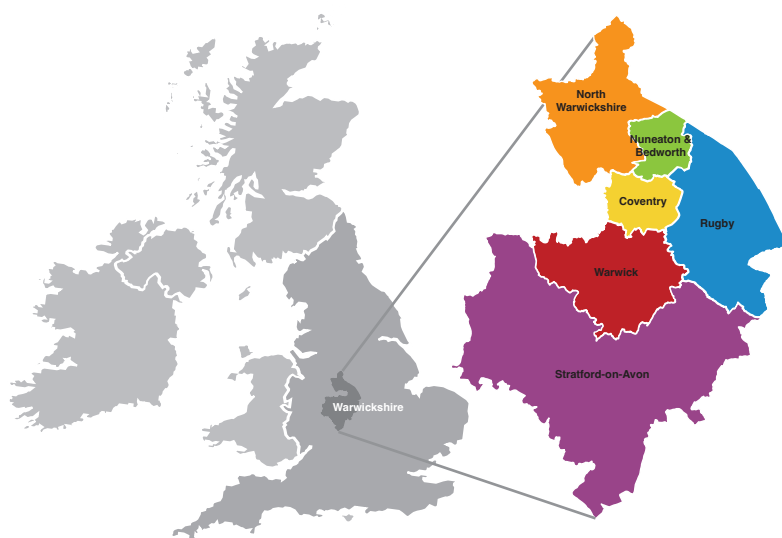 North
Warwickshire
Nuneaton &
Bedworth
Coventry
Rugby
Warwick
Stratford-on-Avon
Warwickshire